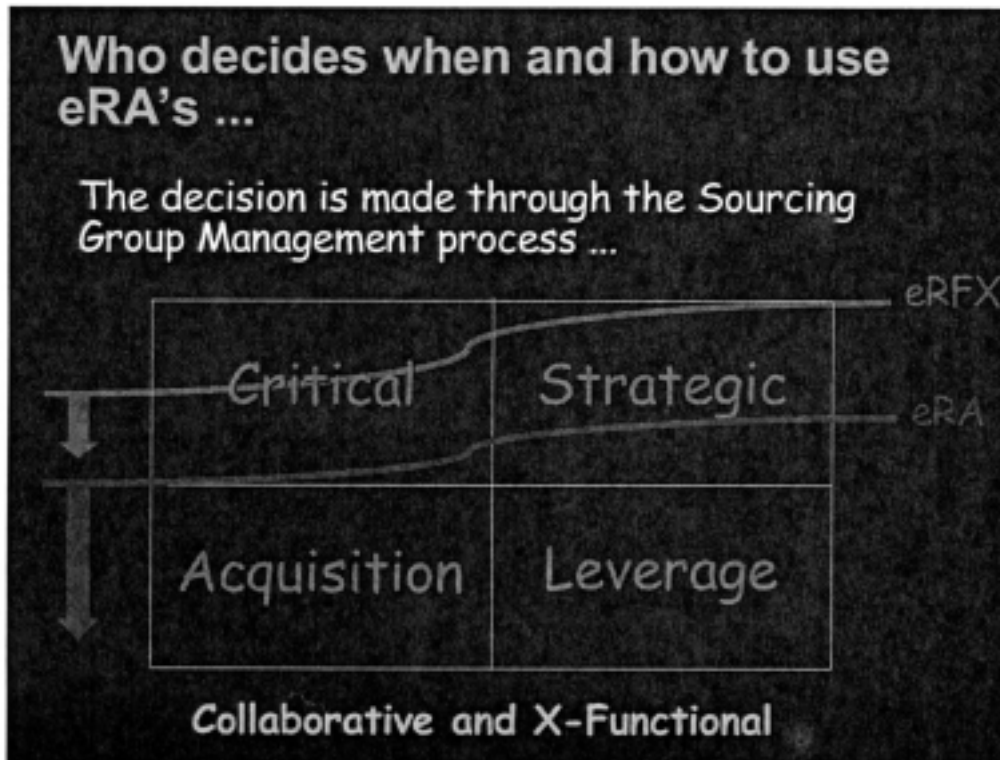 Who decides when and how to use
eRA's ...
The decision is made through the Sourcing
Group Management process ...
eRFX
Critical
Strategic
eRA
Acquisition
Leverage
Collaborative and X-Functional